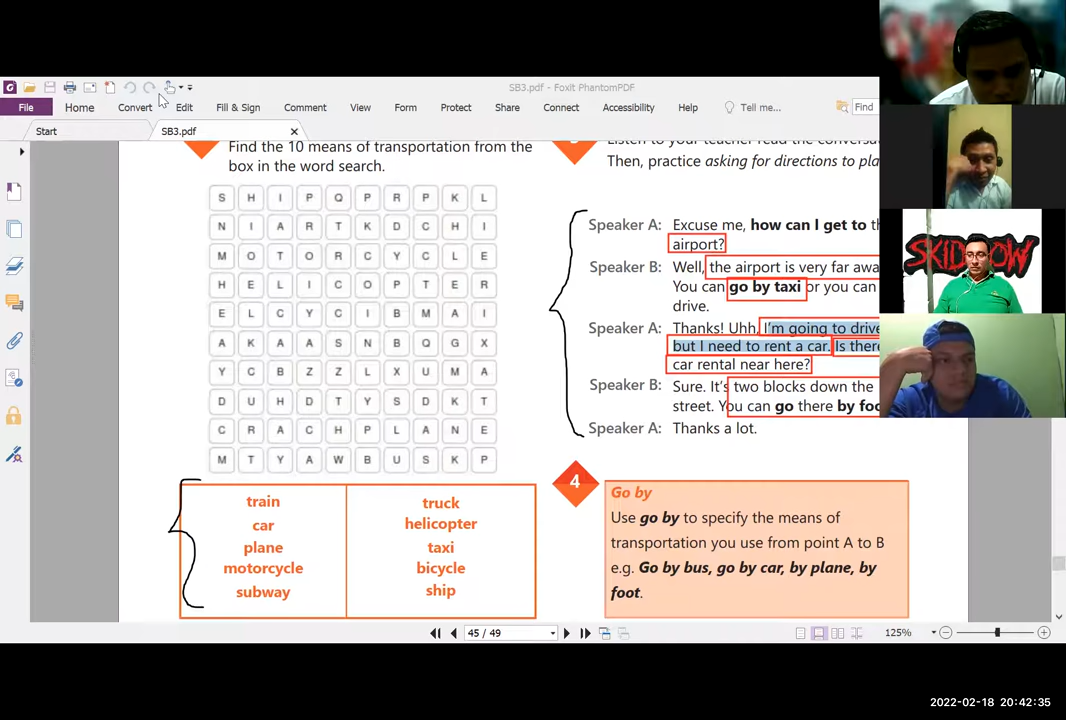 SB3.pdf - Foxit PhantomPDF
File Home Convert Edit Fill & Sign Comment View Form Protect Share Connect Accessibility Help Tell me... Find
Start SB3.pdf
Find the 10 means of transportation from the
box in the word search.
S H I P Q P R P K L
N I A R T K D C H I
M O T O R C Y C L E
H E L I C O P T E R
E L C Y C I B M A I
A K A A S N B Q G X
Y C B Z Z L X U M A
D U H D T Y S D K T
C R A C H P L A N E
M T Y A W B U S K P
train
car
plane
motorcycle
subway
truck
helicopter
taxi
bicycle
ship
Listen to your teacher read the
Then, practice asking for directions to
Speaker A: Excuse me, how can I get to
airport?
Speaker B: Well, the airport is very far
You can go by taxi or you can
drive.
Speaker A: Thanks! Uhh, I'm going to drive
but I need to rent a car. Is there
car rental near here?
Speaker B: Sure. It's two blocks down the
street. You can go there by
Speaker A: Thanks a lot.
4
Go by
Use go by to specify the means of
transportation you use from point A to B
e.g. Go by bus, go by car, by plane, by
foot.
45 / 49
125%
2022-02-18 20:42:35